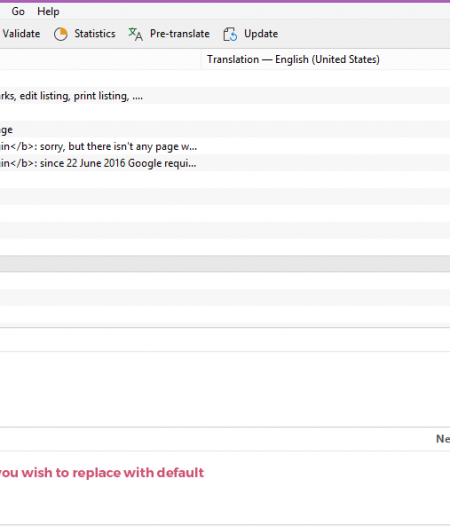 Go Help
Validate Statistics Pre-translate Update
Translation — English (United States)
rks, edit listing, print listing, ....
ge
in</b>: sorry, but there isn't any page w...
in</b>: since 22 June 2016 Google requi...
Ne
you wish to replace with default